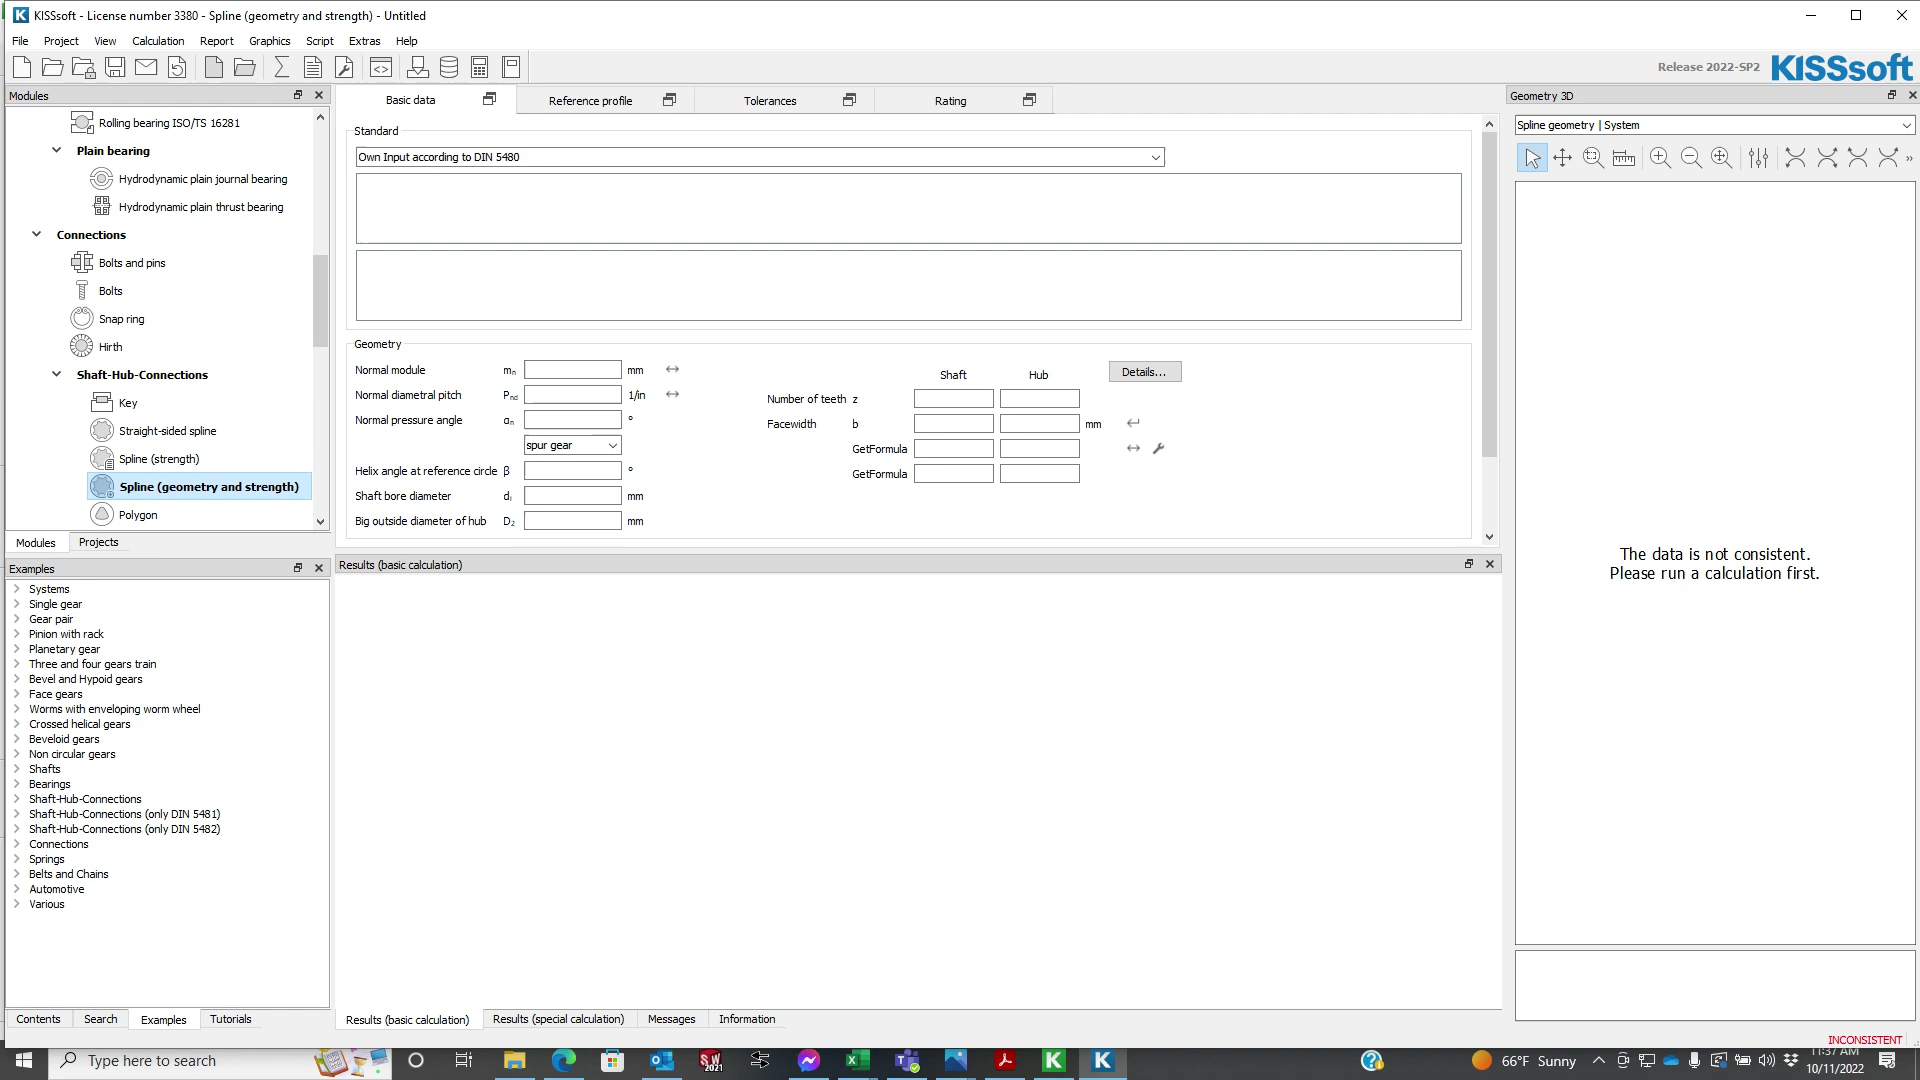 KISSsoft - License number 3380 - Spline (geometry and strength) - Untitled
File Project View Calculation Report Graphics Script Extras Help
Release 2022-SP2 KISSsoft
Modules
Rolling bearing ISO/TS 16281
Plain bearing
Hydrodynamic plain journal bearing
Hydrodynamic plain thrust bearing
Connections
Bolts and pins
Bolts
Snap ring
Hirth
Shaft-Hub-Connections
Key
Straight-sided spline
Spline (strength)
Spline (geometry and strength)
Polygon
Modules Projects
Examples
Systems
Single gear
Gear pair
Pinion with rack
Planetary gear
Three and four gears train
Bevel and Hypoid gears
Face gears
Worms with enveloping worm wheel
Crossed helical gears
Beveloid gears
Non circular gears
Shafts
Bearings
Shaft-Hub-Connections
Shaft-Hub-Connections (only DIN 5481)
Shaft-Hub-Connections (only DIN 5482)
Connections
Springs
Belts and Chains
Automotive
Various
Contents Search Examples Tutorials
Basic data Reference profile Tolerances Rating
Standard
Own Input according to DIN 5480
Geometry
Normal module mn mm
Normal diametral pitch Pnd 1/in
Normal pressure angle αn °
spur gear
Helix angle at reference circle β °
Shaft bore diameter di mm
Big outside diameter of hub D2 mm
Shaft Hub Details...
Number of teeth z
Facewidth b mm
GetFormula
GetFormula
Results (basic calculation)
Results (basic calculation) Results (special calculation) Messages Information
Geometry 3D
Spline geometry | System
The data is not consistent.
Please run a calculation first.
INCONSISTENT
Type here to search
66°F Sunny
11:37 AM
10/11/2022